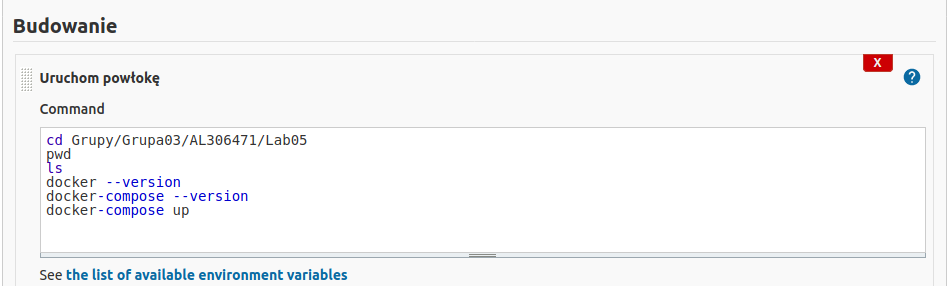 Budowanie
X
Uruchom powłokę
?
Command
cd Grupy/Grupa03/AL306471/Lab05
pwd
ls
docker --version
docker-compose --version
docker-compose up
See the list of available environment variables